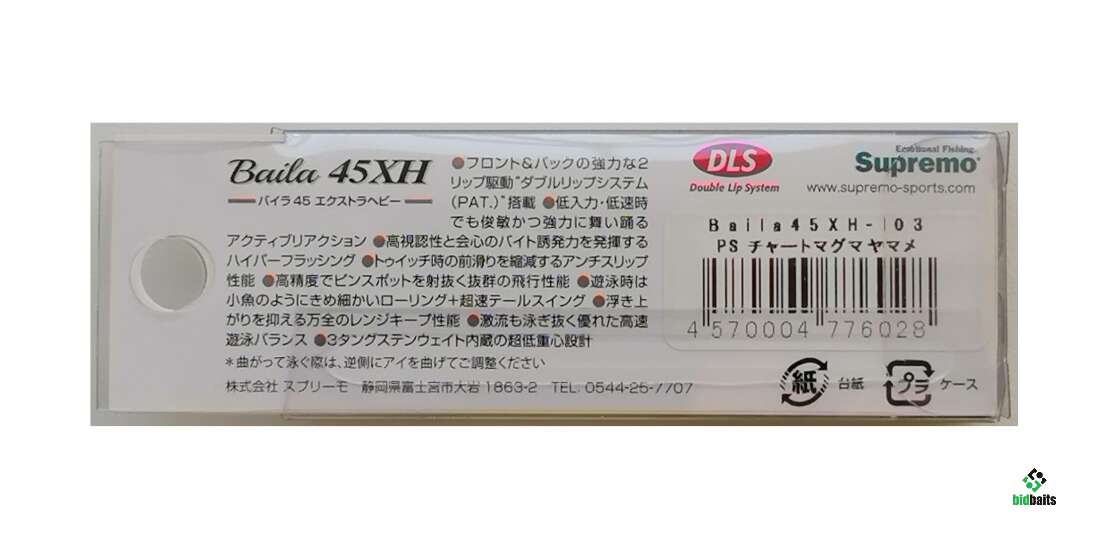 Baila 45XH
バイラ45 エクストラヘビー
●フロント&バックの強力な2
リップ駆動"ダブルリップシステム
(PAT.)"搭載 ●低入力・低速時
でも俊敏かつ強力に舞い踊る
アクティブリアクション ●高視認性と会心のバイト誘発力を発揮する
ハイパーフラッシング ●トゥイッチ時の前滑りを縮減するアンチスリップ
性能 ●高精度でピンスポットを射抜く抜群の飛行性能 ●遊泳時は
小魚のようにきめ細かいローリング+超速テールスイング ●浮き上
がりを抑える万全のレンジキープ性能 ●激流も泳ぎ抜く優れた高速
遊泳バランス ●3タングステンウェイト内蔵の超低重心設計
*曲がって泳ぐ際は、逆側にアイを曲げてご調整ください
株式会社 スプリーモ 静岡県富士宮市大岩1863-2 TEL: 0544-25-7707
DLS
Double Lip System
Ecotional Fishing
Supremo
www.supremo-sports.com
Baila45XH-I03
PS チャートマグマヤマメ
4 570004 776028
紙 台紙
プラ ケース
bidbaits